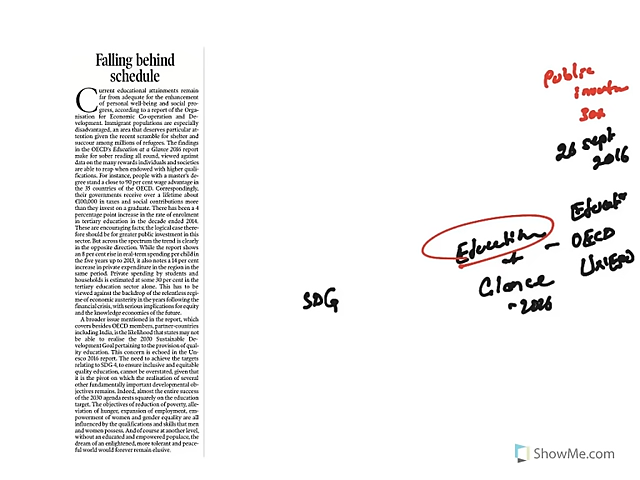 Falling behind
schedule
Current educational attainments remain
far from adequate for the enhancement
of personal well-being and social pro-
gress, according to a report of the Orga-
nisation for Economic Co-operation and De-
velopment. Immigrant populations are especially
disadvantaged, an area that deserves particular at-
tention given the recent scramble for shelter and
succour among millions of refugees. The findings
in the OECD's Education at a Glance 2016 report
make for sober reading all round, viewed against
data on the many rewards individuals and societies
are able to reap when endowed with higher quali-
fications. For instance, people with a master's de-
gree stand a close to 90 per cent wage advantage in
the 35 countries of the OECD. Correspondingly,
their governments receive over a lifetime about
€100,000 in taxes and social contributions more
than they invest on a graduate. There has been a 4
percentage point increase in the rate of enrolment
in tertiary education in the decade ended 2014.
These are encouraging facts; the logical case there-
fore should be for greater public investment in this
sector. But across the spectrum the trend is clearly
in the opposite direction. While the report shows
an 8 per cent rise in real-term spending per child in
the five years up to 2013, it also notes a 14 per cent
increase in private expenditure in the region in the
same period. Private spending by students and
households is estimated at some 30 per cent in the
tertiary education sector alone. This has to be
viewed against the backdrop of the relentless regi-
me of economic austerity in the years following the
financial crisis, with serious implications for equity
and the knowledge economies of the future.
A broader issue mentioned in the report, which
covers besides OECD members, partner-countries
including India, is the likelihood that states may not
be able to realise the 2030 Sustainable De-
velopment Goal pertaining to the provision of qual-
ity education. This concern is echoed in the Un-
esco 2016 report. The need to achieve the targets
relating to SDG 4, to ensure inclusive and equitable
quality education, cannot be overstated, given that
it is the pivot on which the realisation of several
other fundamentally important developmental ob-
jectives remains. Indeed, almost the entire success
of the 2030 agenda rests squarely on the education
target. The objectives of reduction of poverty, alle-
viation of hunger, expansion of employment, em-
powerment of women and gender equality are all
influenced by the qualifications and skills that men
and women possess. And of course at another level,
without an educated and empowered populace, the
dream of an enlightened, more tolerant and peace-
ful world would forever remain elusive.
Public
26 sept
2016
Education
at
Glance
- 2016
OECD
SDG
ShowMe.com